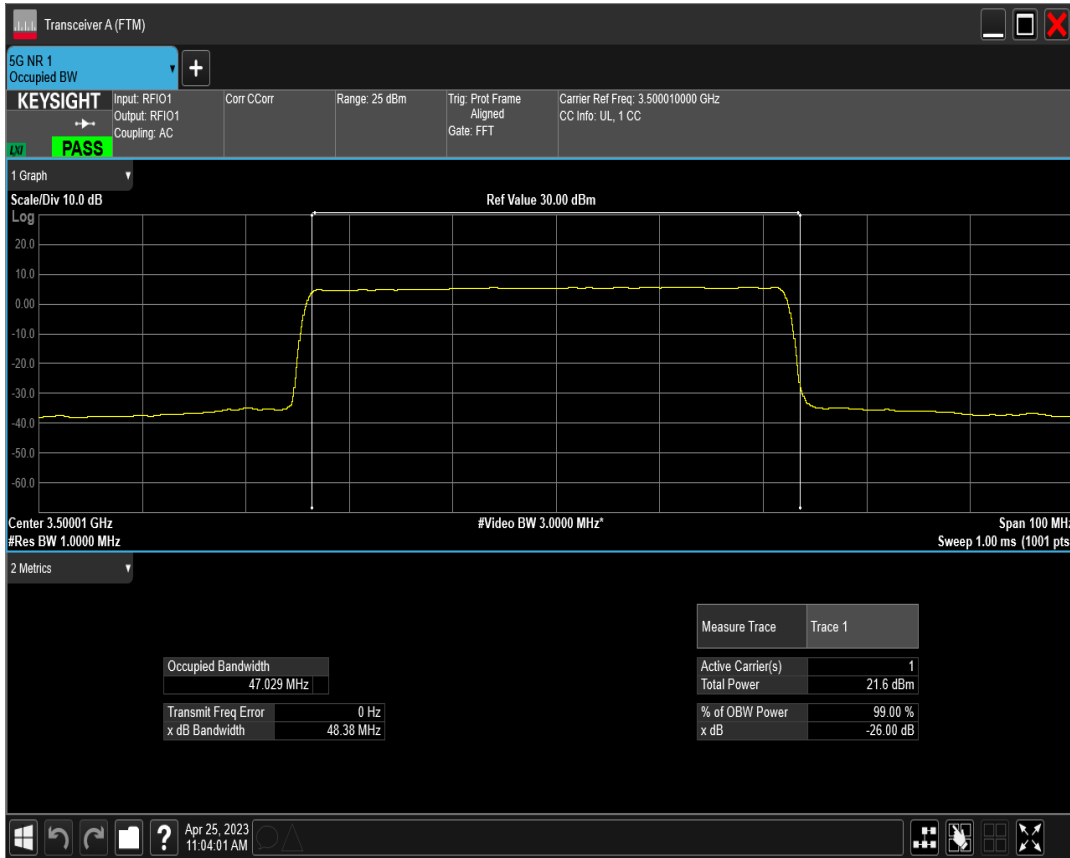 Transceiver A (FTM)
5G NR 1
Occupied BW
+
KEYSIGHT
LXI
PASS
Input: RFIO1
Output: RFIO1
Coupling: AC
Corr CCorr
Range: 25 dBm
Trig: Prot Frame
Aligned
Gate: FFT
Carrier Ref Freq: 3.500010000 GHz
CC Info: UL, 1 CC
1 Graph
Scale/Div 10.0 dB
Ref Value 30.00 dBm
Log
20.0
10.0
0.00
-10.0
-20.0
-30.0
-40.0
-50.0
-60.0
Center 3.50001 GHz
#Video BW 3.0000 MHz*
Span 100 MHz
#Res BW 1.0000 MHz
Sweep 1.00 ms (1001 pts
2 Metrics
Measure Trace Trace 1
Occupied Bandwidth
47.029 MHz
Active Carrier(s) 1
Total Power 21.6 dBm
Transmit Freq Error 0 Hz
x dB Bandwidth 48.38 MHz
% of OBW Power 99.00 %
x dB -26.00 dB
?
Apr 25, 2023
11:04:01 AM